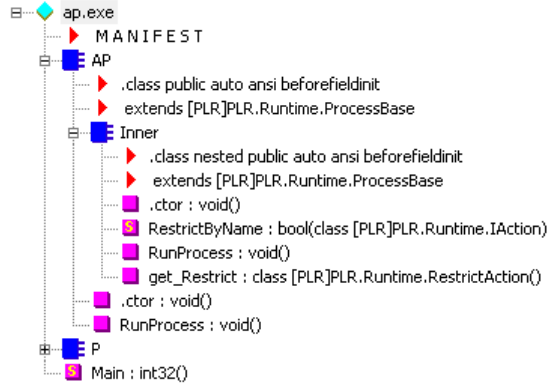 ap.exe
M A N I F E S T
AP
.class public auto ansi beforefieldinit
extends [PLR]PLR.Runtime.ProcessBase
Inner
.class nested public auto ansi beforefieldinit
extends [PLR]PLR.Runtime.ProcessBase
.ctor : void()
S RestrictByName : bool(class [PLR]PLR.Runtime.IAction)
RunProcess : void()
get_Restrict : class [PLR]PLR.Runtime.RestrictAction()
.ctor : void()
RunProcess : void()
P
S Main : int32()